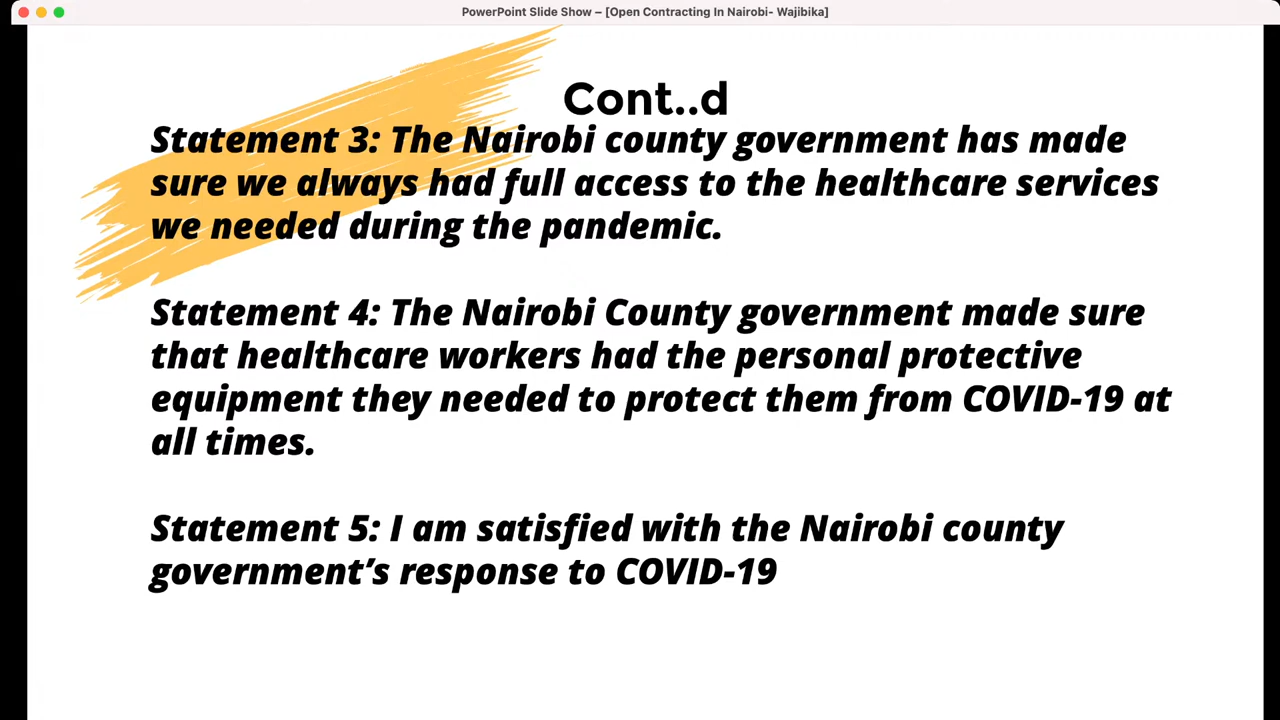 PowerPoint Slide Show – [Open Contracting In Nairobi- Wajibika]
Cont..d
Statement 3: The Nairobi county government has made
sure we always had full access to the healthcare services
we needed during the pandemic.
Statement 4: The Nairobi County government made sure
that healthcare workers had the personal protective
equipment they needed to protect them from COVID-19 at
all times.
Statement 5: I am satisfied with the Nairobi county
government’s response to COVID-19